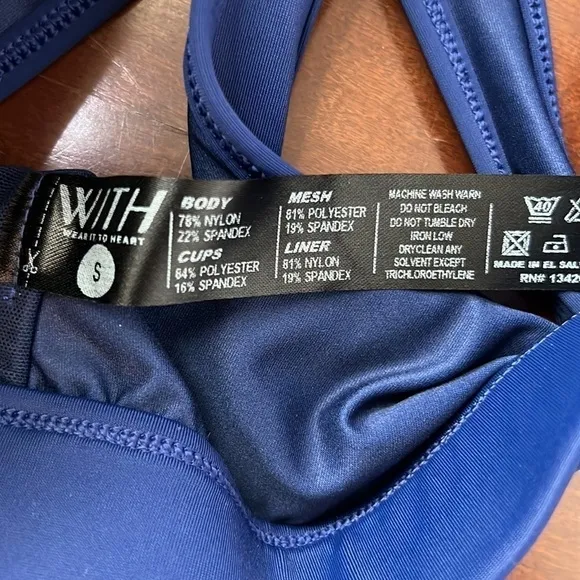 WITH
WEAR IT TO HEART
S
BODY
78% NYLON
22% SPANDEX
CUPS
84% POLYESTER
16% SPANDEX
MESH
81% POLYESTER
19% SPANDEX
LINER
81% NYLON
19% SPANDEX
MACHINE WASH WARN
DO NOT BLEACH
DO NOT TUMBLE DRY
IRON LOW
DRYCLEAN ANY
SOLVENT EXCEPT
TRICHLOROETHYLENE
40
MADE IN EL SAL
RN# 1342